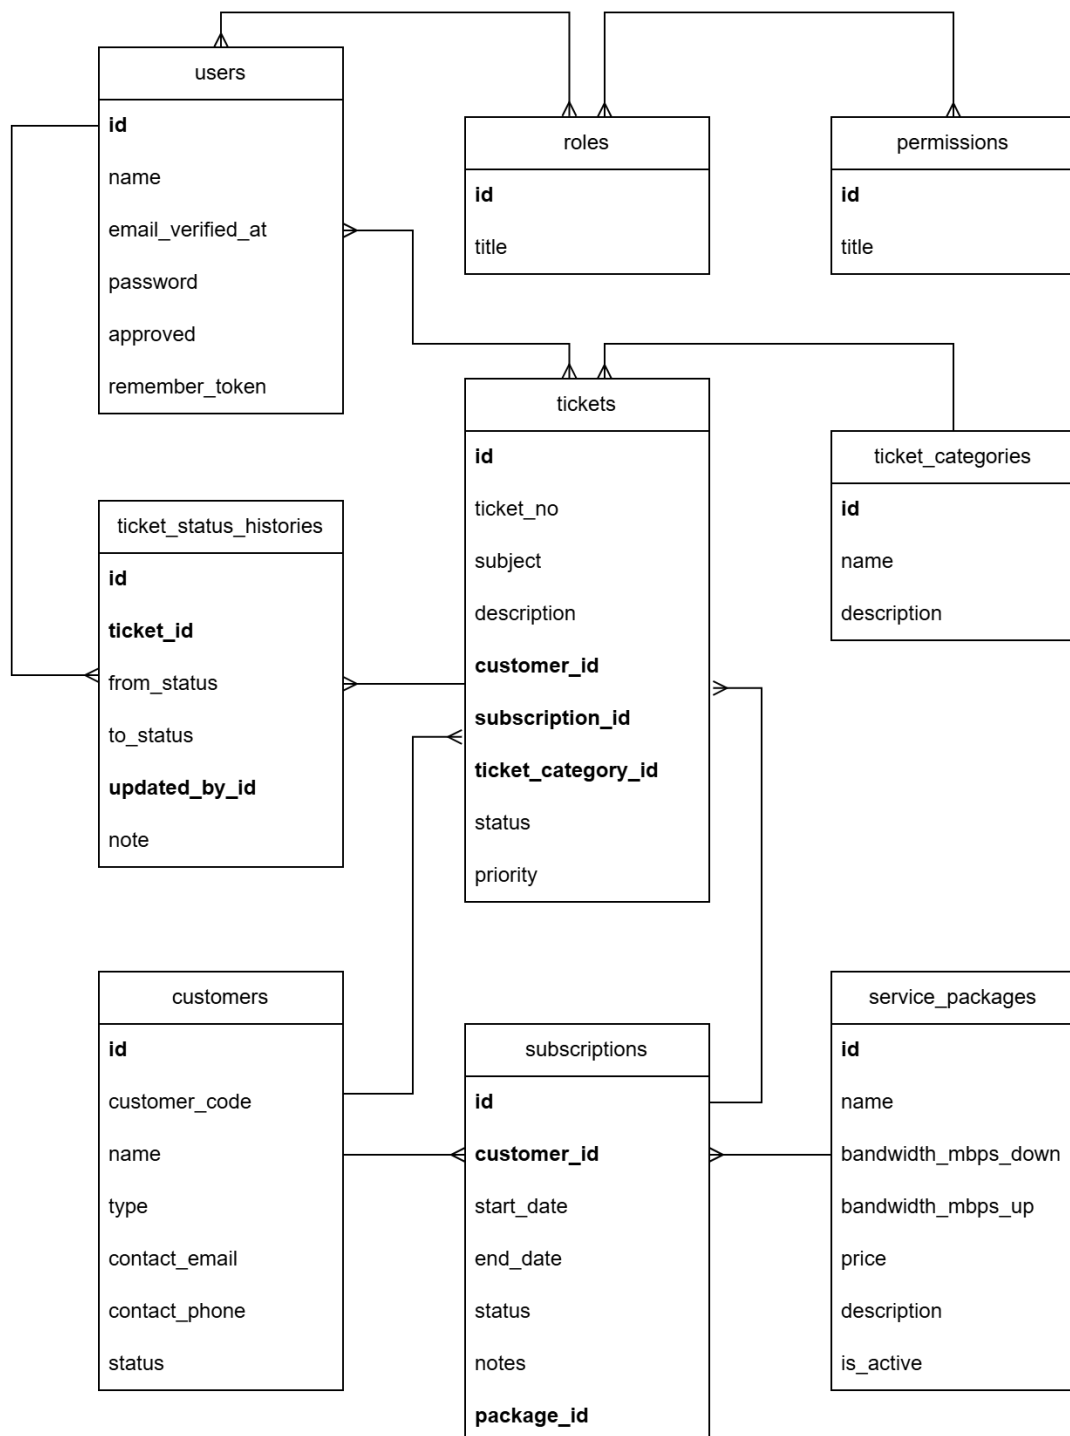 users
id
name
email_verified_at
password
approved
remember_token
roles
id
title
permissions
id
title
tickets
id
ticket_no
subject
description
customer_id
subscription_id
ticket_category_id
status
priority
ticket_categories
id
name
description
ticket_status_histories
id
ticket_id
from_status
to_status
updated_by_id
note
customers
id
customer_code
name
type
contact_email
contact_phone
status
subscriptions
id
customer_id
start_date
end_date
status
notes
package_id
service_packages
id
name
bandwidth_mbps_down
bandwidth_mbps_up
price
description
is_active